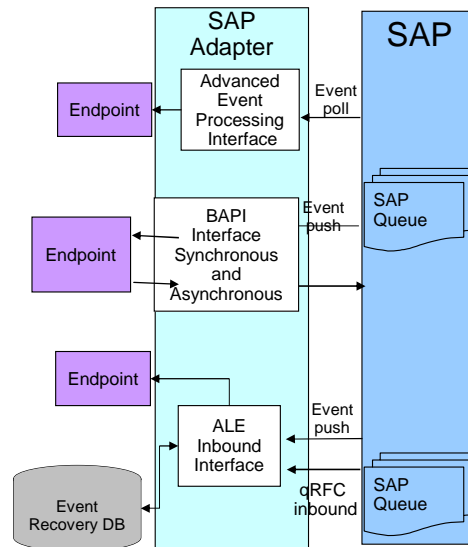 SAP
Adapter
SAP
Advanced
Event
Processing
Interface
Endpoint
Event
poll
BAPI
Interface
Synchronous
and
Asynchronous
Endpoint
Event
push
SAP
Queue
Endpoint
ALE
Inbound
Interface
Event
push
qRFC
inbound
SAP
Queue
Event
Recovery DB